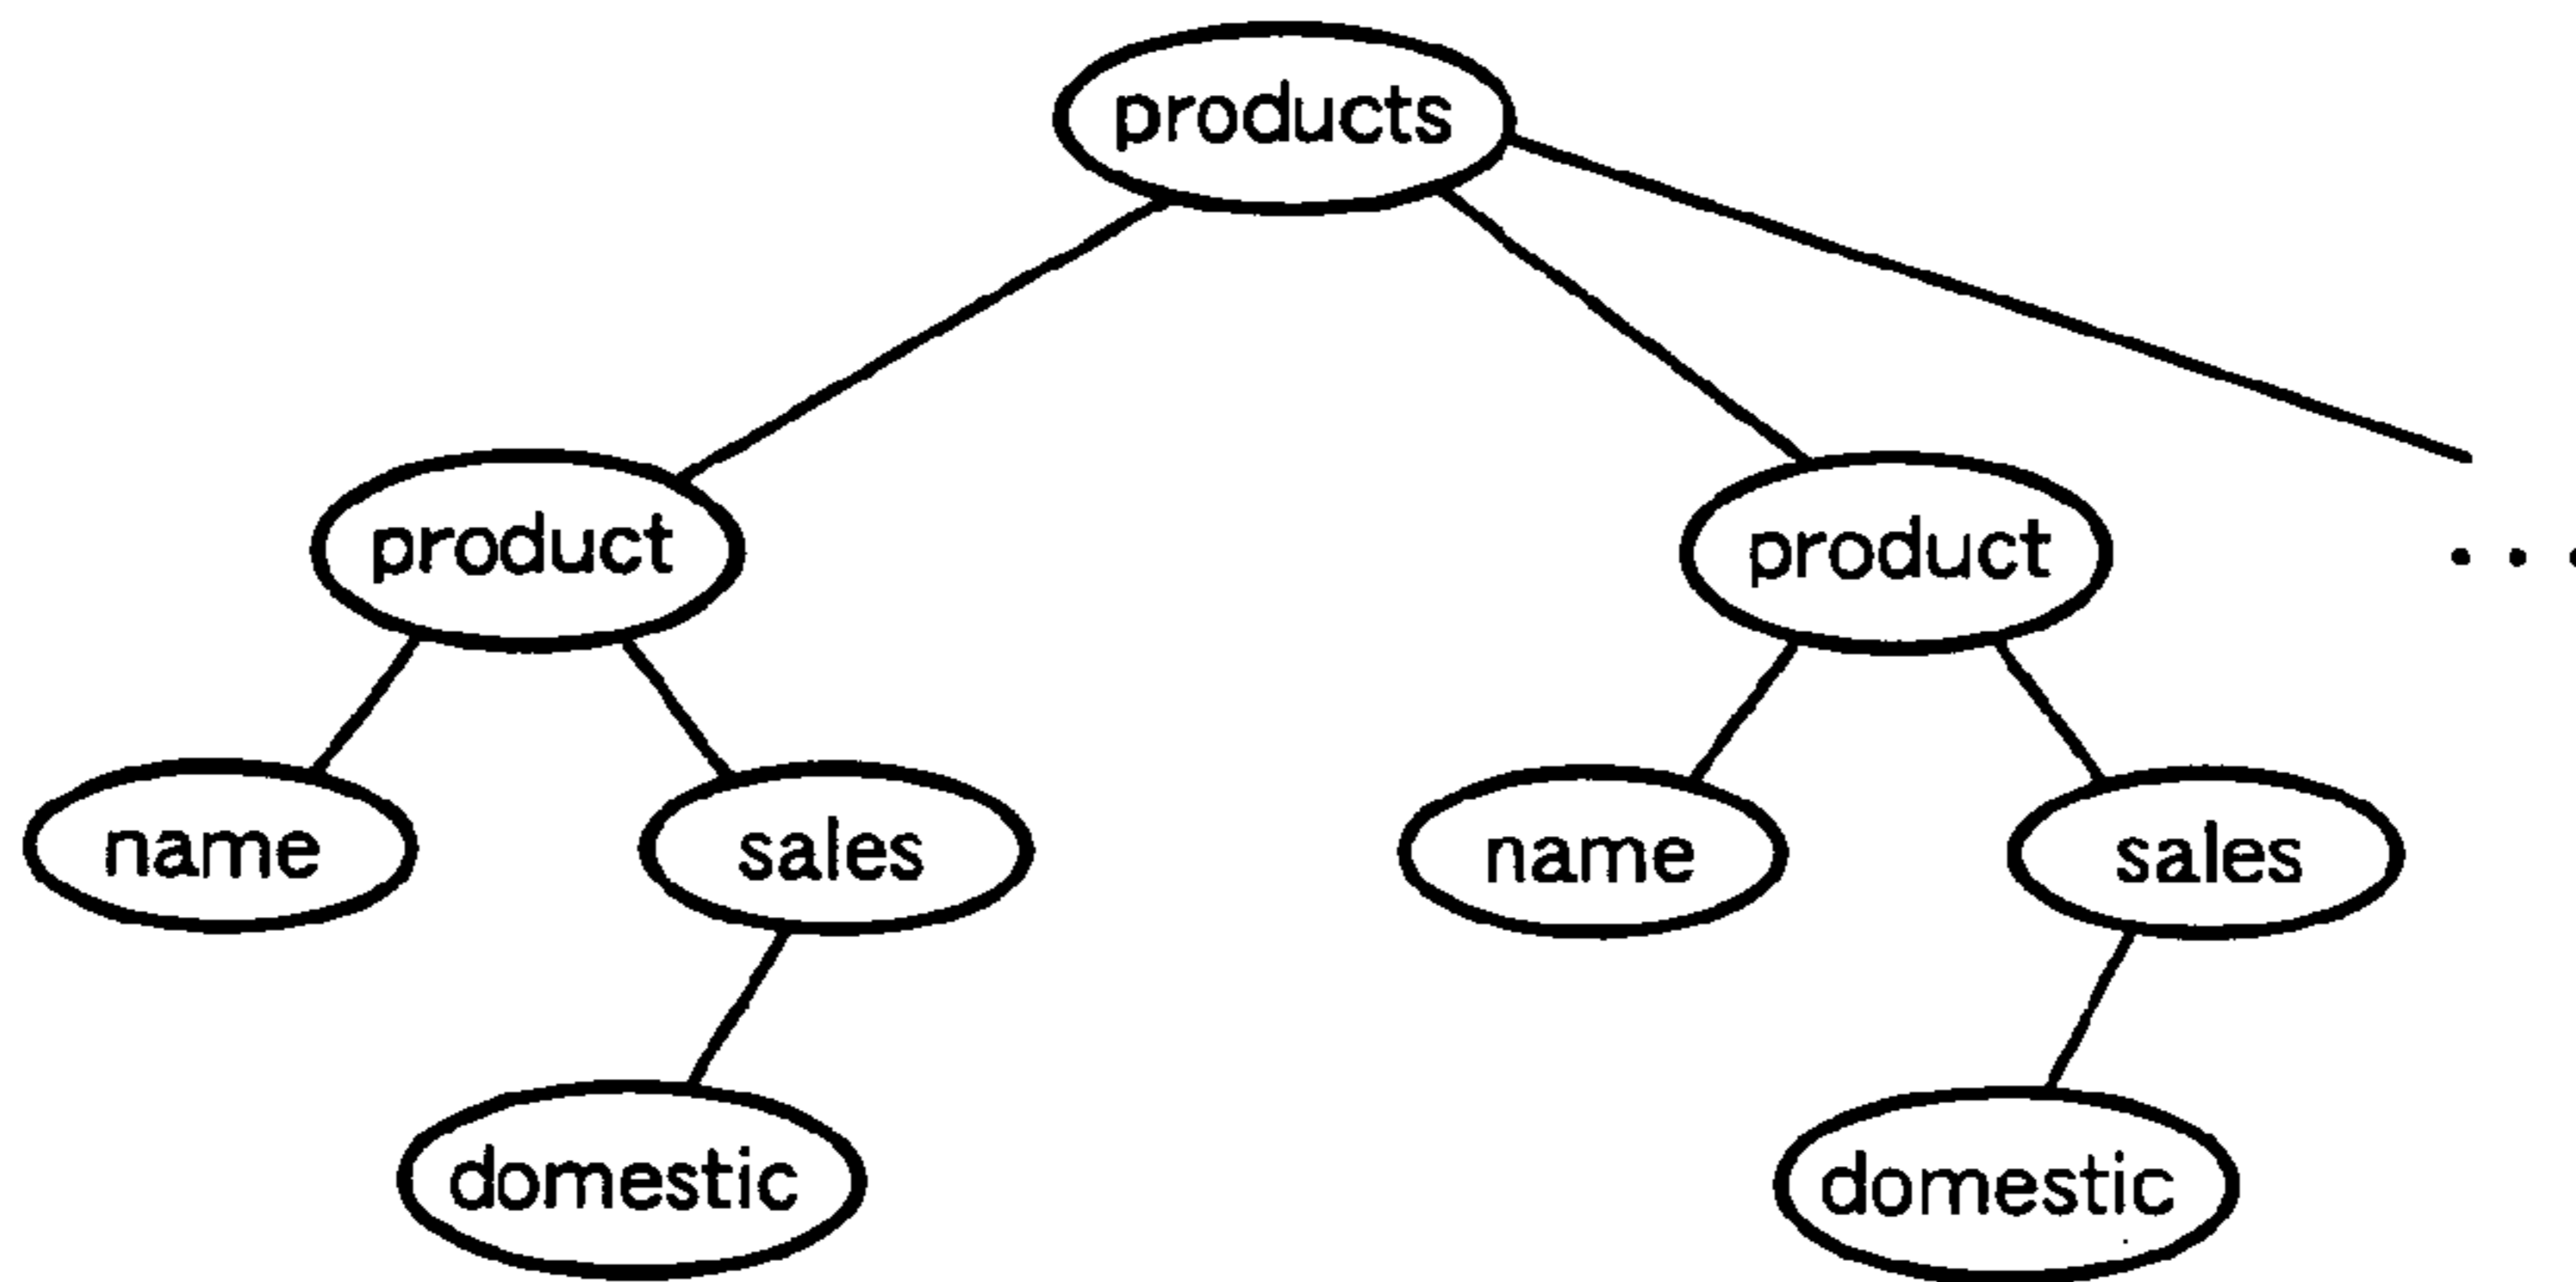 products
product product . . .
name sales name sales
domestic domestic